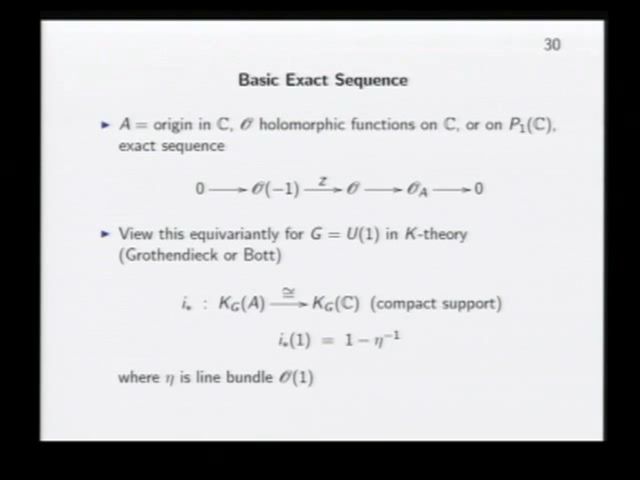 30
Basic Exact Sequence
▸ A = origin in ℂ, 𝒪 holomorphic functions on ℂ, or on P₁(ℂ),
exact sequence
0 ⟶ 𝒪(−1) —z→ 𝒪 ⟶ 𝒪_A ⟶ 0
▸ View this equivariantly for G = U(1) in K-theory
(Grothendieck or Bott)
i_* : K_G(A) —≅→ K_G(ℂ) (compact support)
i_*(1) = 1 − η⁻¹
where η is line bundle 𝒪(1)